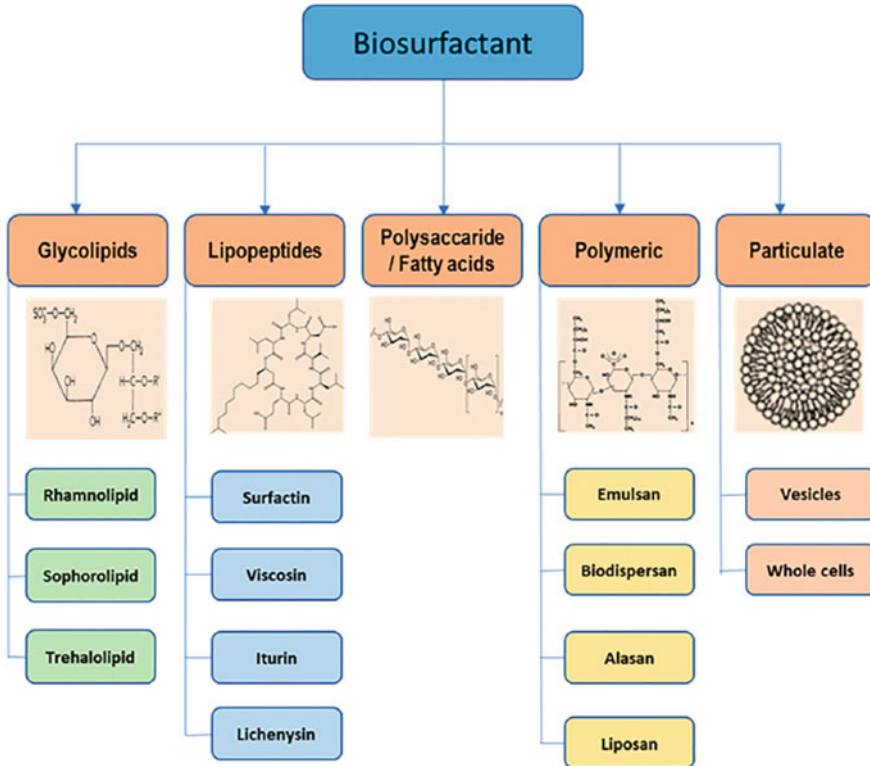 Biosurfactant
Glycolipids
Lipopeptides
Polysaccaride
/ Fatty acids
Polymeric
Particulate
Rhamnolipid
Surfactin
Emulsan
Vesicles
Sophorolipid
Viscosin
Biodispersan
Whole cells
Trehalolipid
Iturin
Alasan
Lichenysin
Liposan